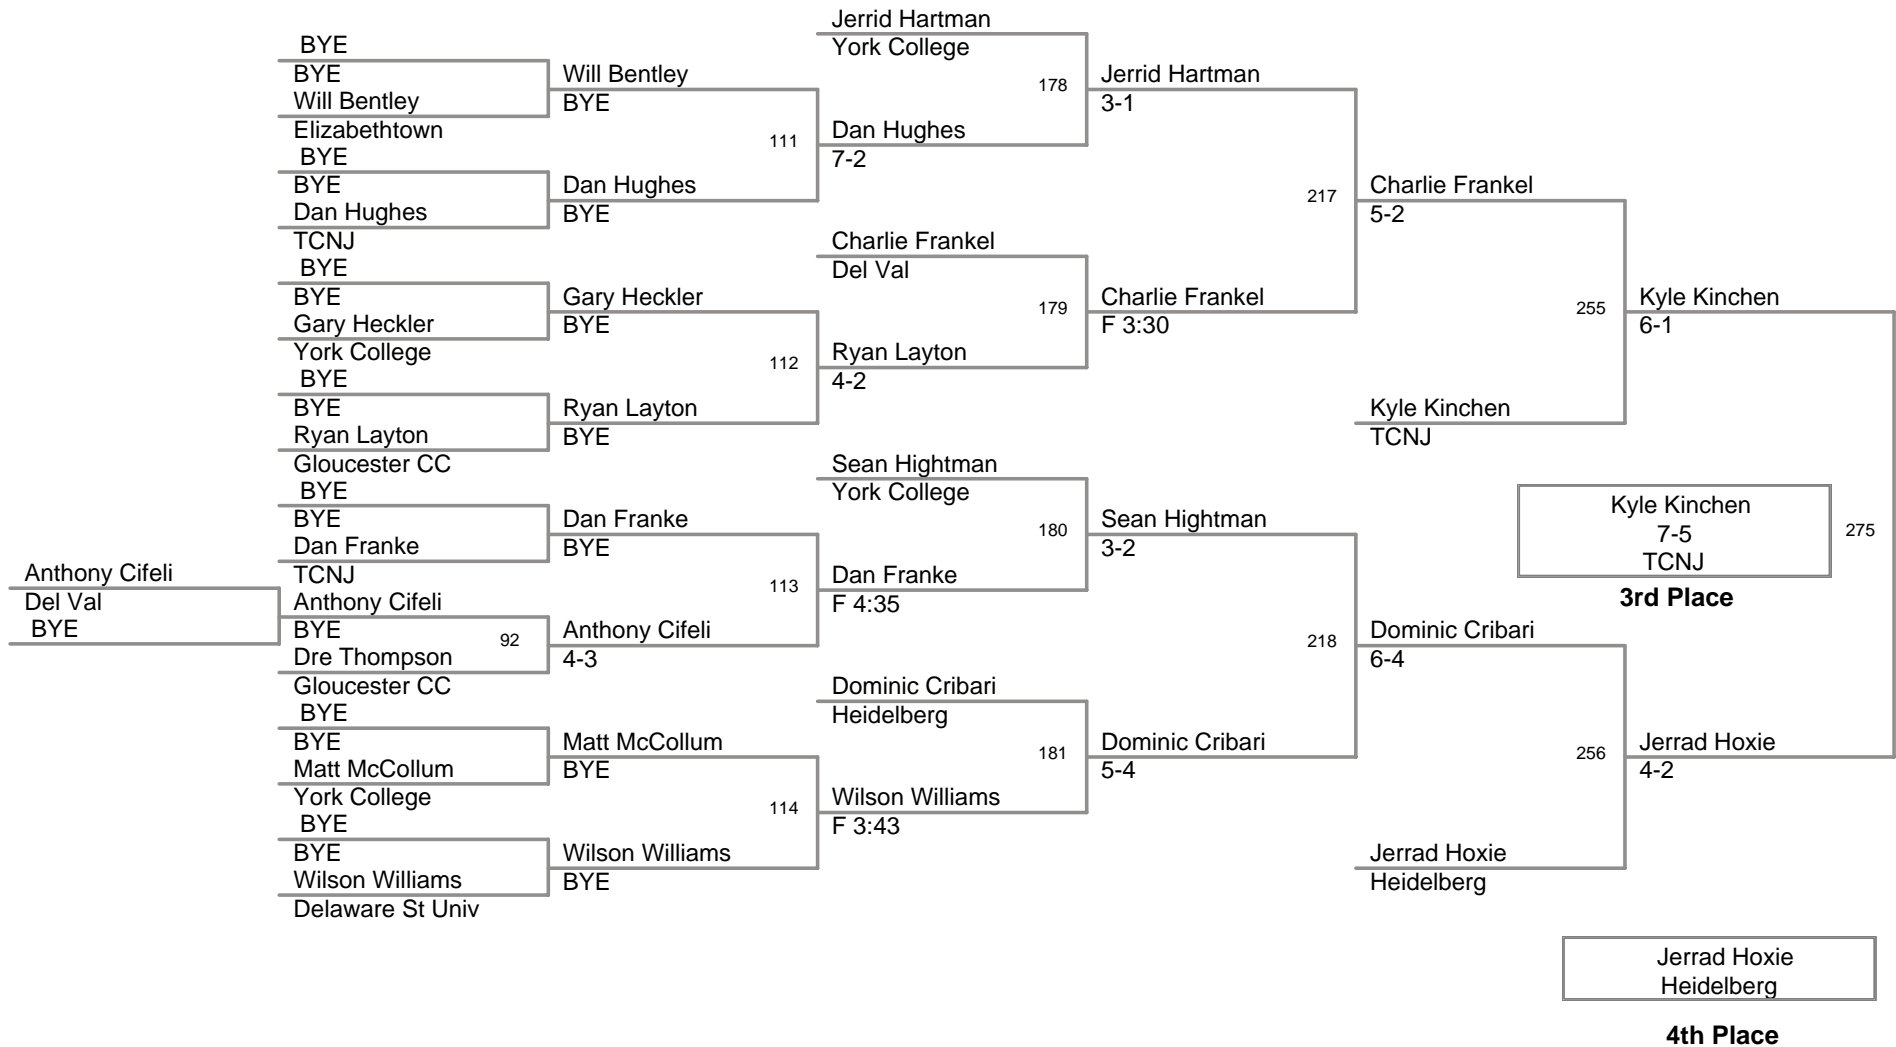 Anthony Cifeli
Del Val
BYE
BYE
BYE
Will Bentley
Elizabethtown
BYE
BYE
Dan Hughes
TCNJ
BYE
BYE
Gary Heckler
York College
BYE
BYE
Ryan Layton
Gloucester CC
BYE
BYE
Dan Franke
TCNJ
Anthony Cifeli
BYE
Dre Thompson
Gloucester CC
BYE
BYE
Matt McCollum
York College
BYE
BYE
Wilson Williams
Delaware St Univ
92
Will Bentley
BYE
Dan Hughes
BYE
Gary Heckler
BYE
Ryan Layton
BYE
Dan Franke
BYE
Anthony Cifeli
4-3
Matt McCollum
BYE
Wilson Williams
BYE
111
112
113
114
Jerrid Hartman
York College
Dan Hughes
7-2
Charlie Frankel
Del Val
Ryan Layton
4-2
Sean Hightman
York College
Dan Franke
F 4:35
Dominic Cribari
Heidelberg
Wilson Williams
F 3:43
178
179
180
181
Jerrid Hartman
3-1
Charlie Frankel
F 3:30
Sean Hightman
3-2
Dominic Cribari
5-4
217
218
Charlie Frankel
5-2
Kyle Kinchen
TCNJ
Dominic Cribari
6-4
Jerrad Hoxie
Heidelberg
255
256
Kyle Kinchen
6-1
Jerrad Hoxie
4-2
275
Kyle Kinchen
7-5
TCNJ
3rd Place
Jerrad Hoxie
Heidelberg
4th Place